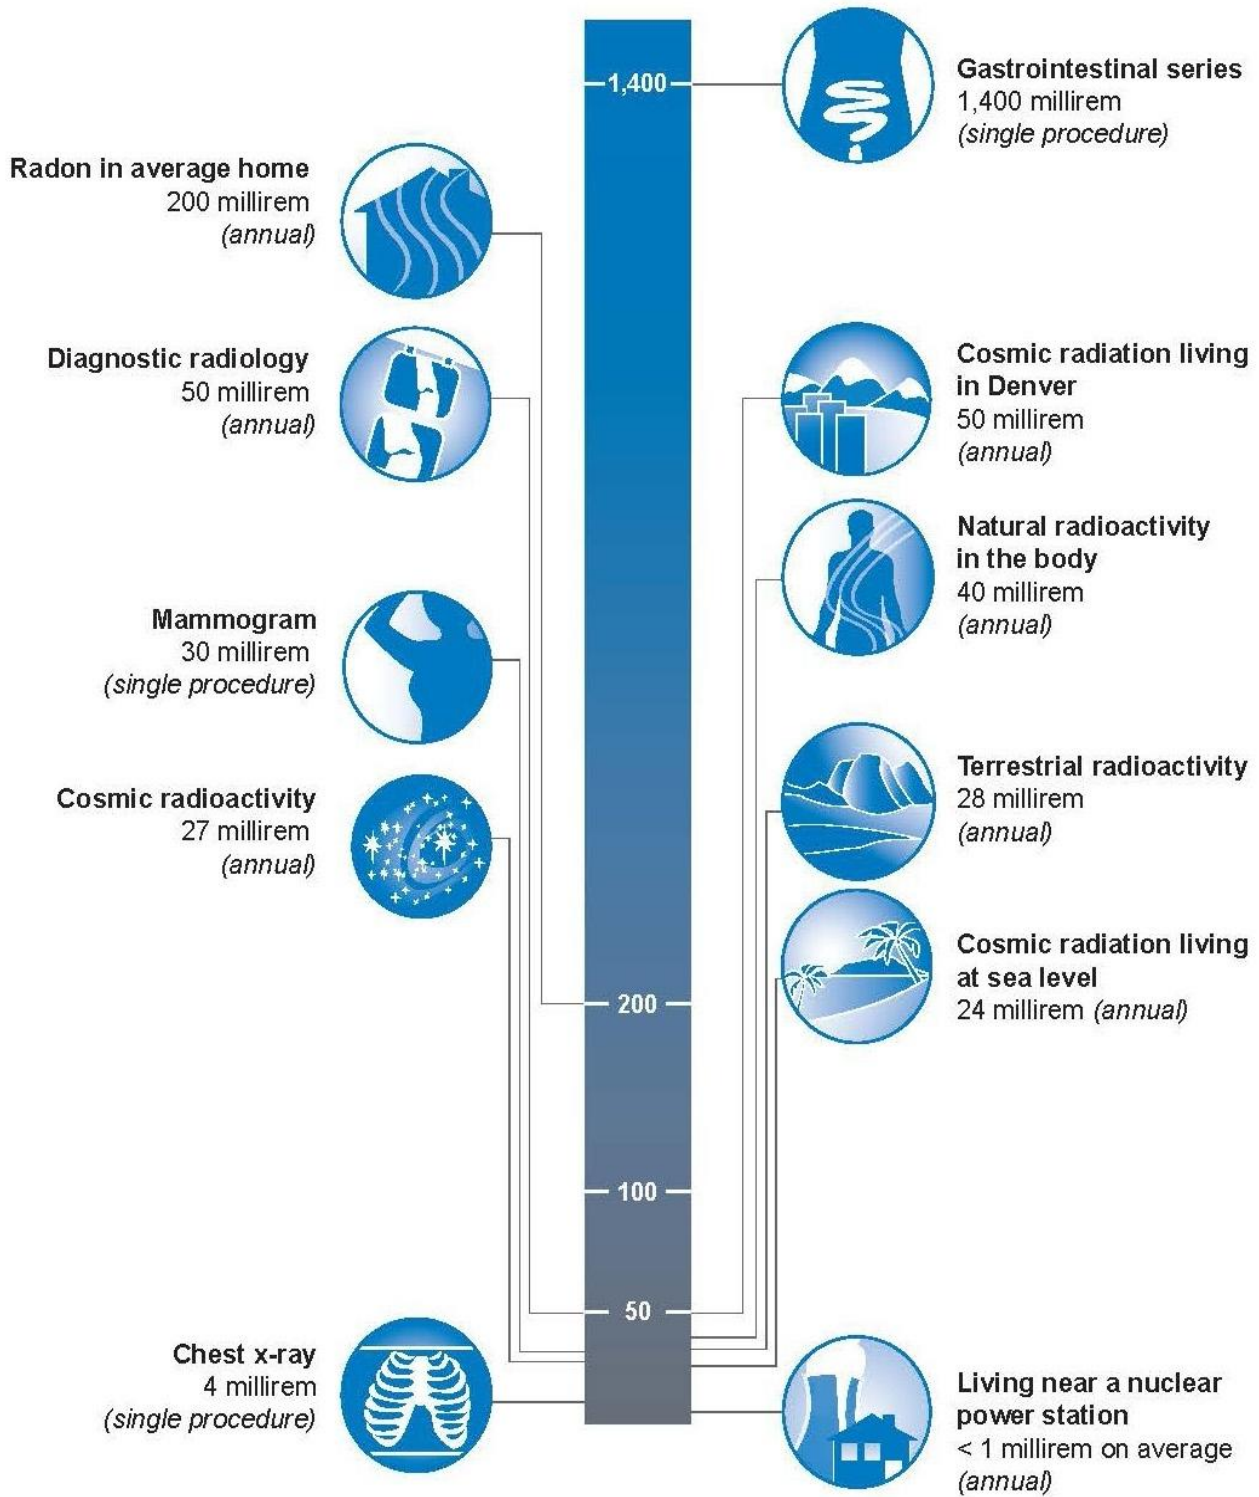 1,400
Gastrointestinal series
1,400 millirem
(single procedure)
Radon in average home
200 millirem
(annual)
Diagnostic radiology
50 millirem
(annual)
Cosmic radiation living
in Denver
50 millirem
(annual)
Natural radioactivity
in the body
40 millirem
(annual)
Mammogram
30 millirem
(single procedure)
Terrestrial radioactivity
28 millirem
(annual)
Cosmic radioactivity
27 millirem
(annual)
Cosmic radiation living
at sea level
24 millirem (annual)
200
100
50
Chest x-ray
4 millirem
(single procedure)
Living near a nuclear
power station
< 1 millirem on average
(annual)